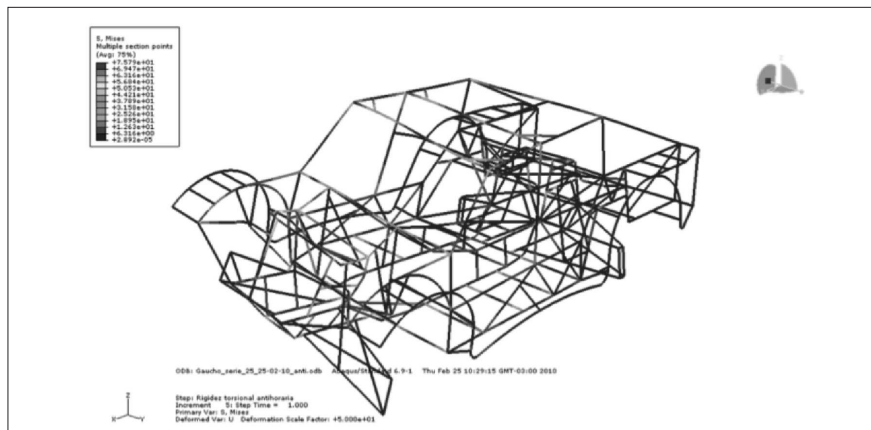 S, Mises
Multiple section points
(Avg: 75%)
+7.579e+01
+6.947e+01
+6.316e+01
+5.684e+01
+5.053e+01
+4.421e+01
+3.789e+01
+3.158e+01
+2.526e+01
+1.895e+01
+1.263e+01
+6.316e+00
+2.892e-05
ODB: Gaucho_serie_25_25-02-10_anti.odb Abaqus/Standard 6.9-1 Thu Feb 25 10:29:15 GMT-03:00 2010
Step: Rigidez torsional antihoraria
Increment 5: Step Time = 1.000
Primary Var: S, Mises
Deformed Var: U Deformation Scale Factor: +5.000e+01
Z
X
Y